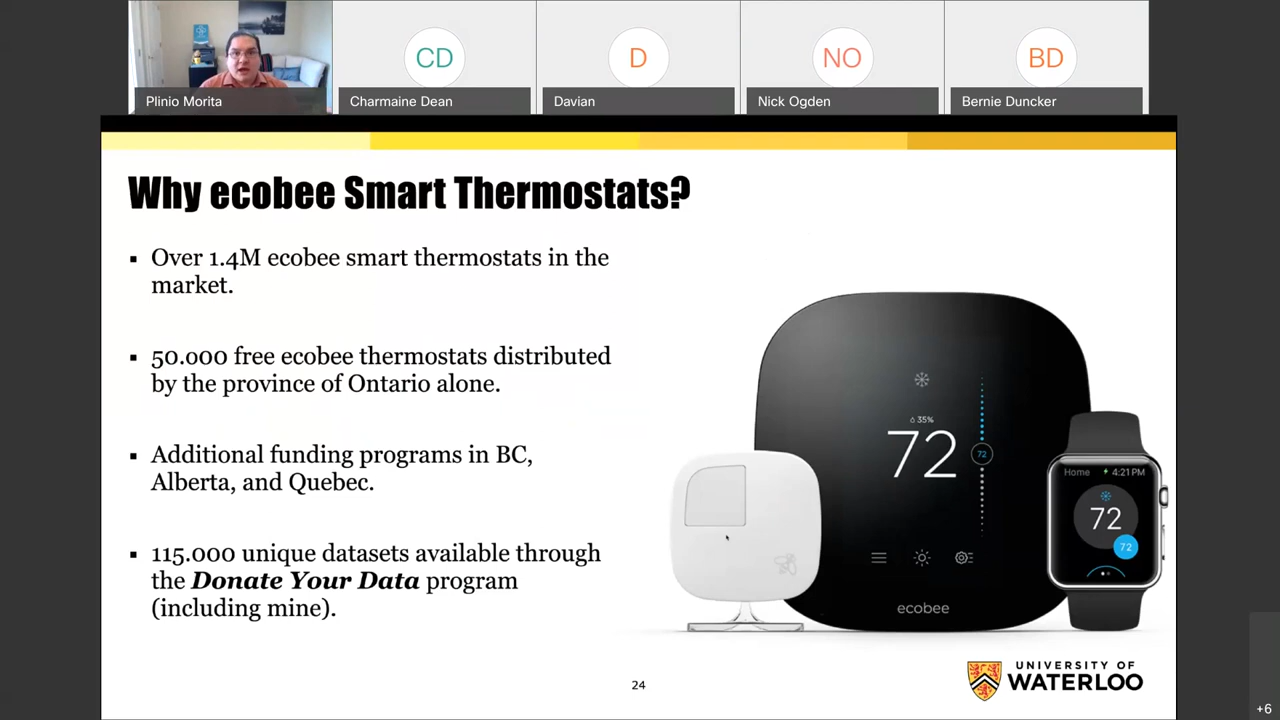 CD
D
NO
BD
Plinio Morita
Charmaine Dean
Davian
Nick Ogden
Bernie Duncker
Why ecobee Smart Thermostats?
▪ Over 1.4M ecobee smart thermostats in the
market.
▪ 50.000 free ecobee thermostats distributed
by the province of Ontario alone.
▪ Additional funding programs in BC,
Alberta, and Quebec.
▪ 115.000 unique datasets available through
the Donate Your Data program
(including mine).
35%
72
72
ecobee
Home 4:21 PM
72
72
UNIVERSITY OF
WATERLOO
24
+6